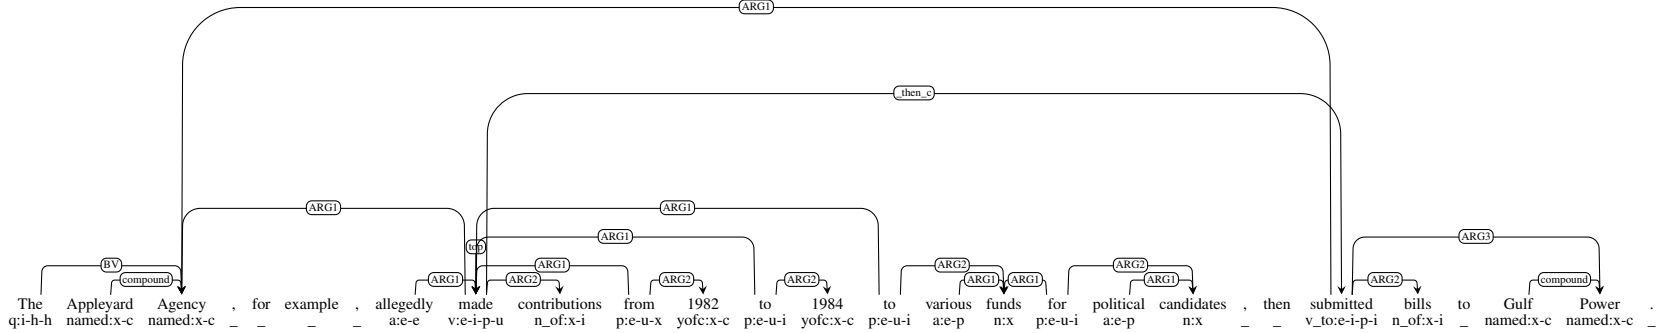 ARG1
_then_c
ARG1 ARG1
top ARG1 ARG3
BV ARG1 ARG2 ARG2
compound ARG1 ARG2 ARG2 ARG2 ARG1 ARG1 ARG1 ARG2 compound
The Appleyard Agency , for example , allegedly made contributions from 1982 to 1984 to various funds for political candidates , then submitted bills to Gulf Power .
q:i-h-h named:x-c named:x-c _ _ _ _ a:e-e v:e-i-p-u n_of:x-i p:e-u-x yofc:x-c p:e-u-i yofc:x-c p:e-u-i a:e-p n:x p:e-u-i a:e-p n:x _ _ v_to:e-i-p-i n_of:x-i _ named:x-c named:x-c _